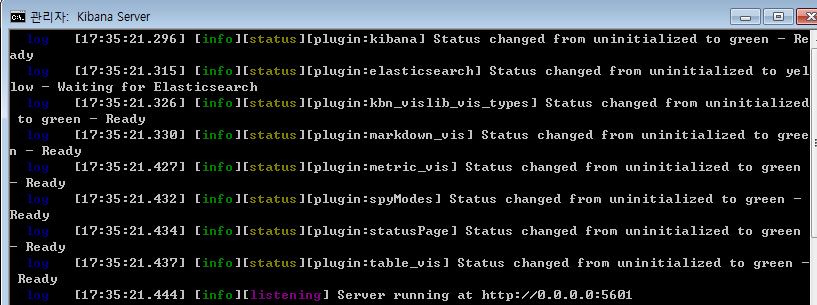 관리자: Kibana Server
log [17:35:21.296] [info][status][plugin:kibana] Status changed from uninitialized to green - Re
ady
log [17:35:21.315] [info][status][plugin:elasticsearch] Status changed from uninitialized to yel
low - Waiting for Elasticsearch
log [17:35:21.326] [info][status][plugin:kbn_vislib_vis_types] Status changed from uninitialized
to green - Ready
log [17:35:21.330] [info][status][plugin:markdown_vis] Status changed from uninitialized to gree
n - Ready
log [17:35:21.427] [info][status][plugin:metric_vis] Status changed from uninitialized to green
- Ready
log [17:35:21.432] [info][status][plugin:spyModes] Status changed from uninitialized to green -
Ready
log [17:35:21.434] [info][status][plugin:statusPage] Status changed from uninitialized to green
- Ready
log [17:35:21.437] [info][status][plugin:table_vis] Status changed from uninitialized to green -
Ready
log [17:35:21.444] [info][listening] Server running at http://0.0.0.0:5601